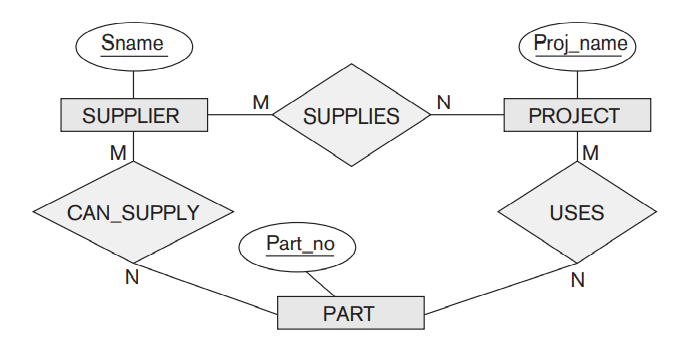 Sname
Proj_name
M
SUPPLIES
N
SUPPLIER
PROJECT
M
M
CAN_SUPPLY
USES
Part_no
N
N
PART